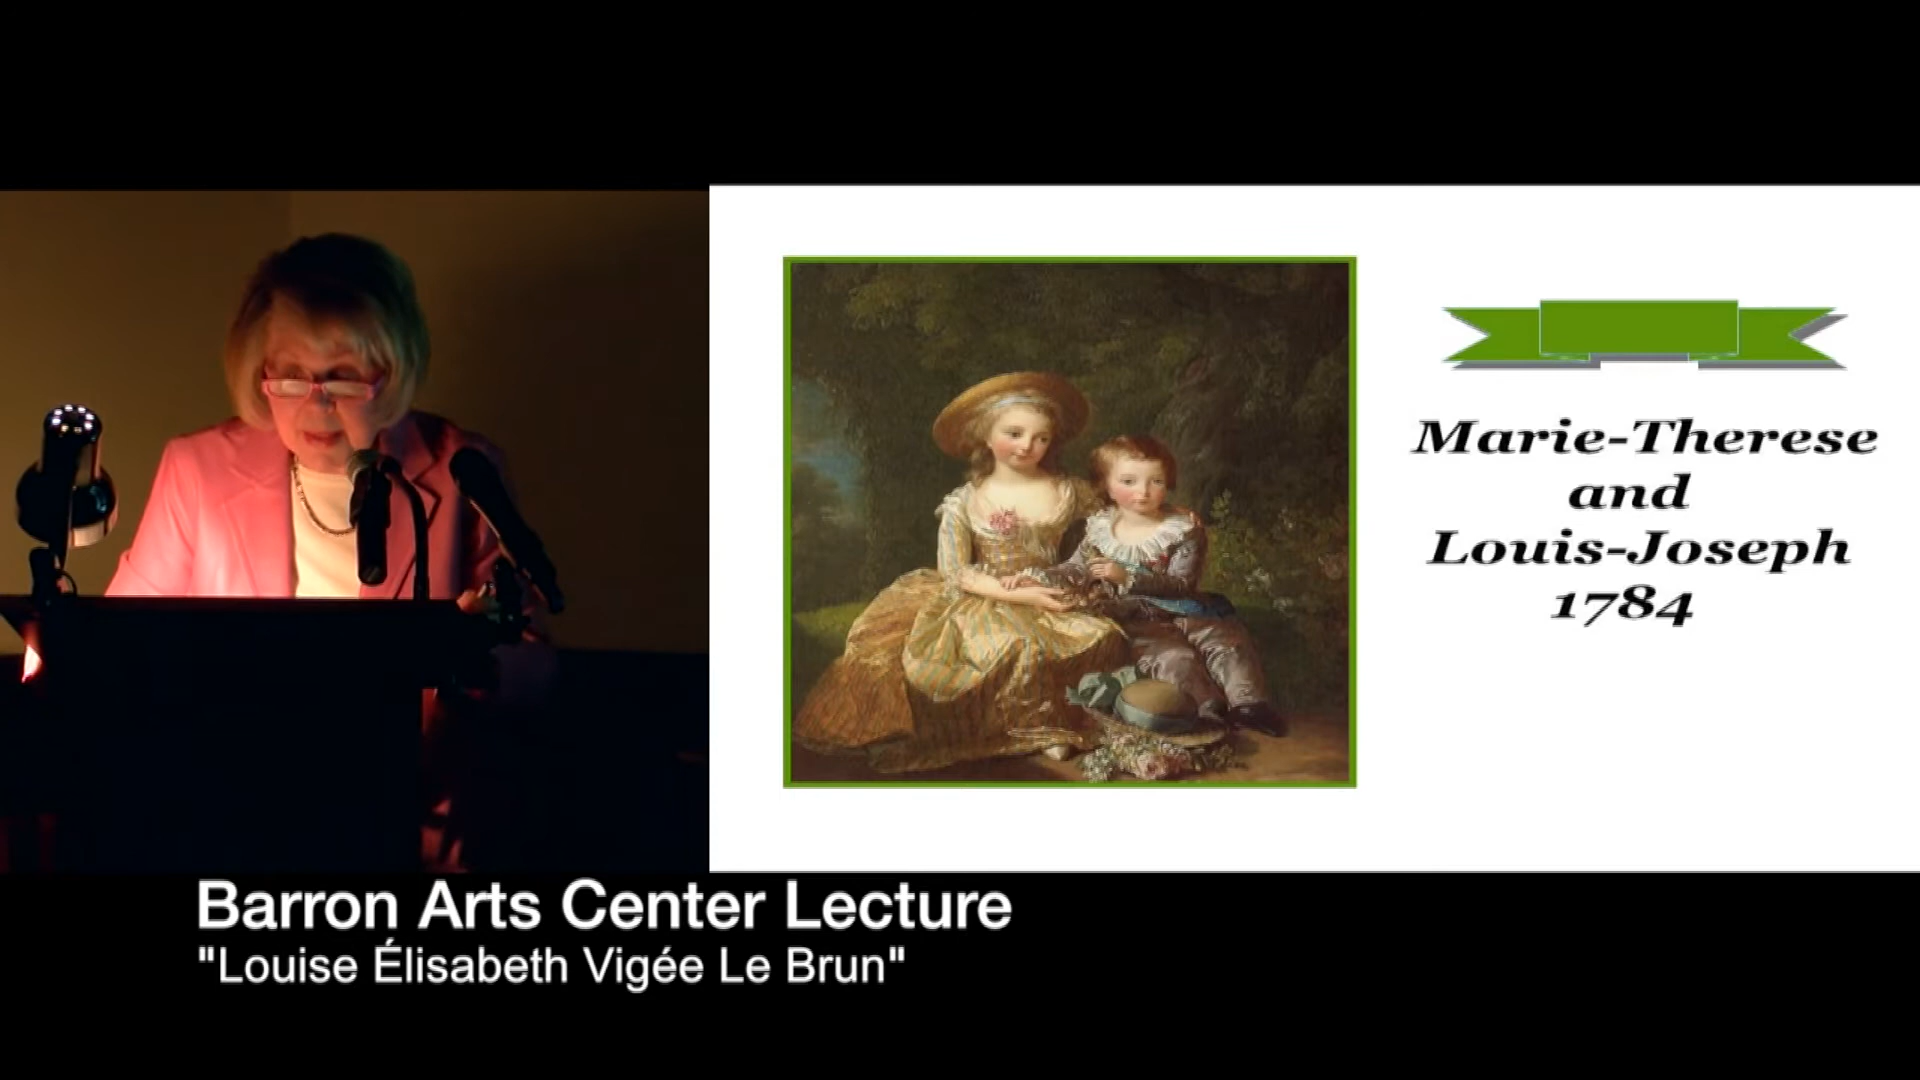 Marie-Therese
and
Louis-Joseph
1784
Barron Arts Center Lecture
"Louise Élisabeth Vigée Le Brun"